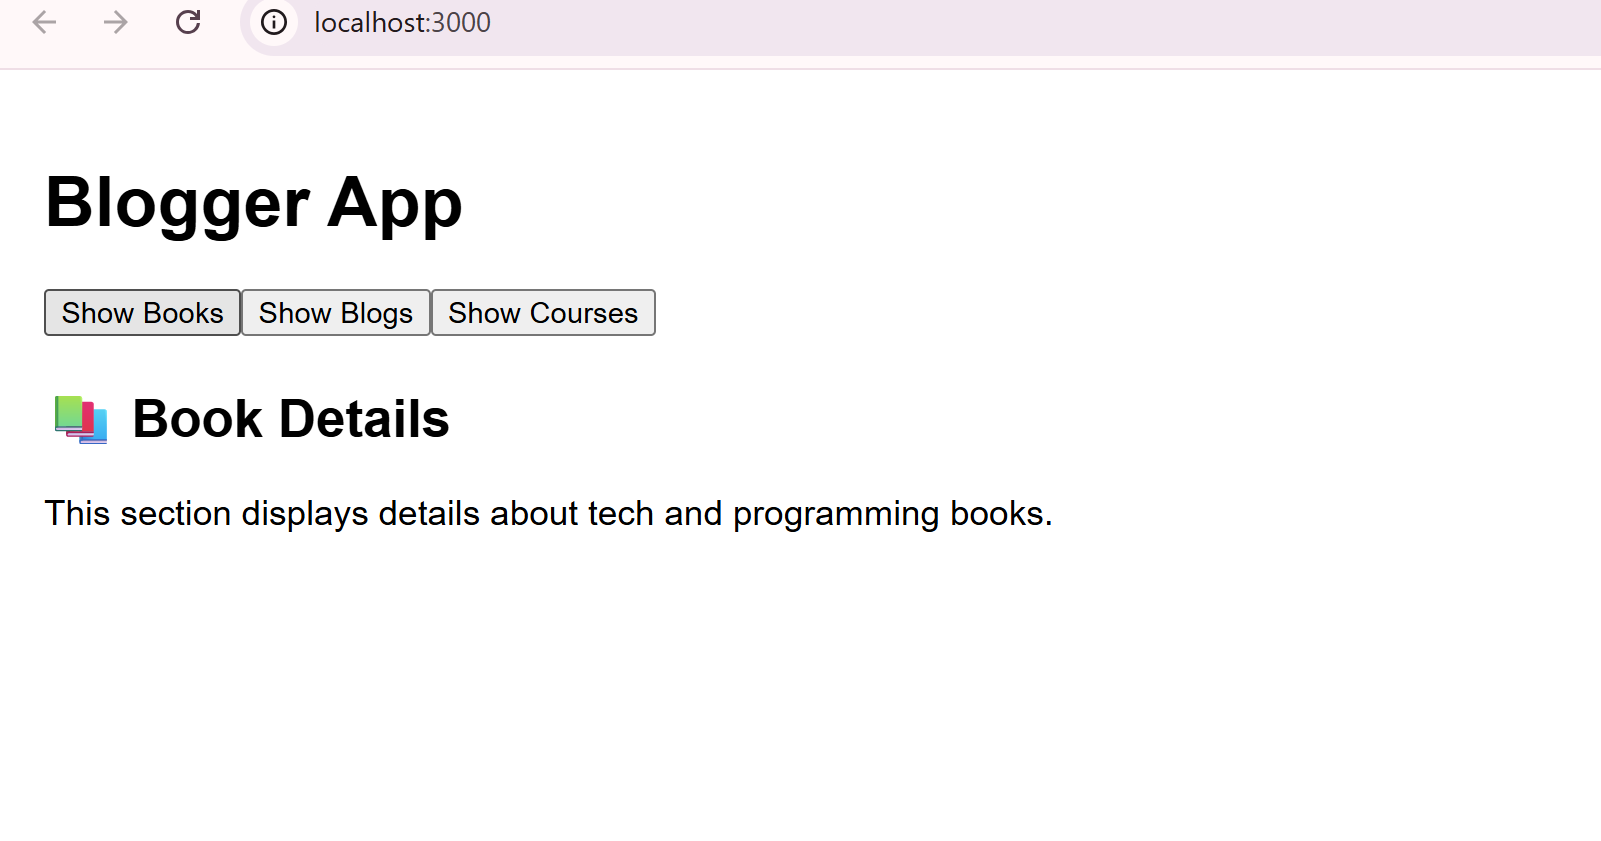 localhost:3000
Blogger App
Show Books Show Blogs Show Courses
Book Details
This section displays details about tech and programming books.